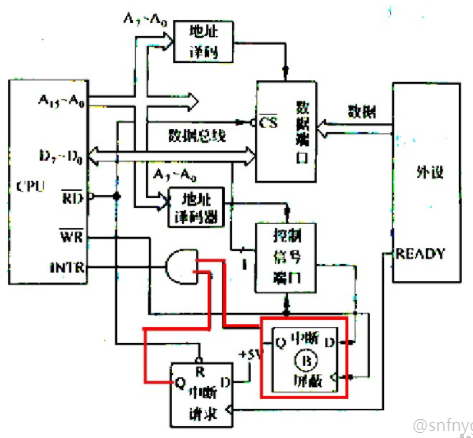 A₇~A₀
地址
译码
A₁₅~A₀
CS
数据端口
数据
数据总线
D₇~D₀
CPU
外设
A₇~A₀
RD
地址
译码器
WR
控制
信号
端口
INTR
READY
+5V
Q 中断 D
B
屏蔽
R
Q 中断 D
请求